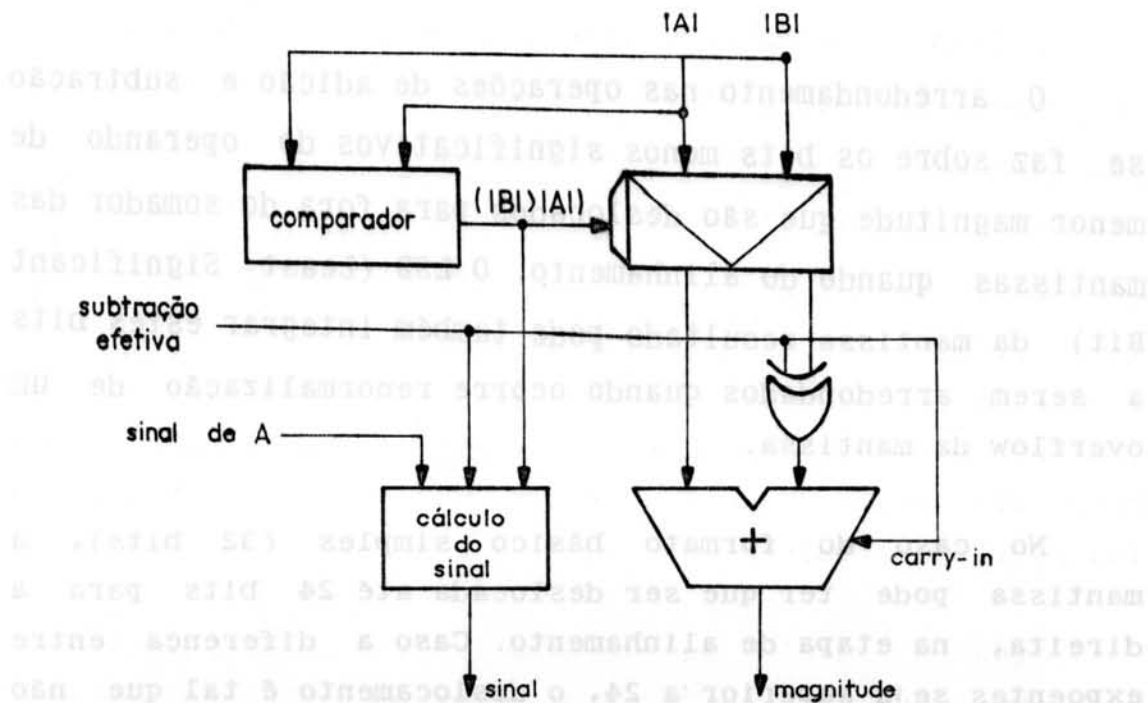 |A| |B|
comparador
(|B|>|A|)
subtração
efetiva
sinal de A
cálculo
do
sinal
+
carry-in
sinal
magnitude
O arredondamento nas operações de adição e subtração
se faz sobre os bits menos significativos do operando de
menor magnitude que são deslocados para fora do somador das
mantissas quando do alinhamento. O LSB (Least Significant
Bit) da mantissa resultado pode também integrar estes bits
a serem arredondados quando ocorre renormalização de um
overflow da mantissa.
No caso do formato básico simples (32 bits), a
mantissa pode ter que ser deslocada até 24 bits para a
direita, na etapa de alinhamento. Caso a diferença entre
expoentes seja superior a 24, o deslocamento é tal que não